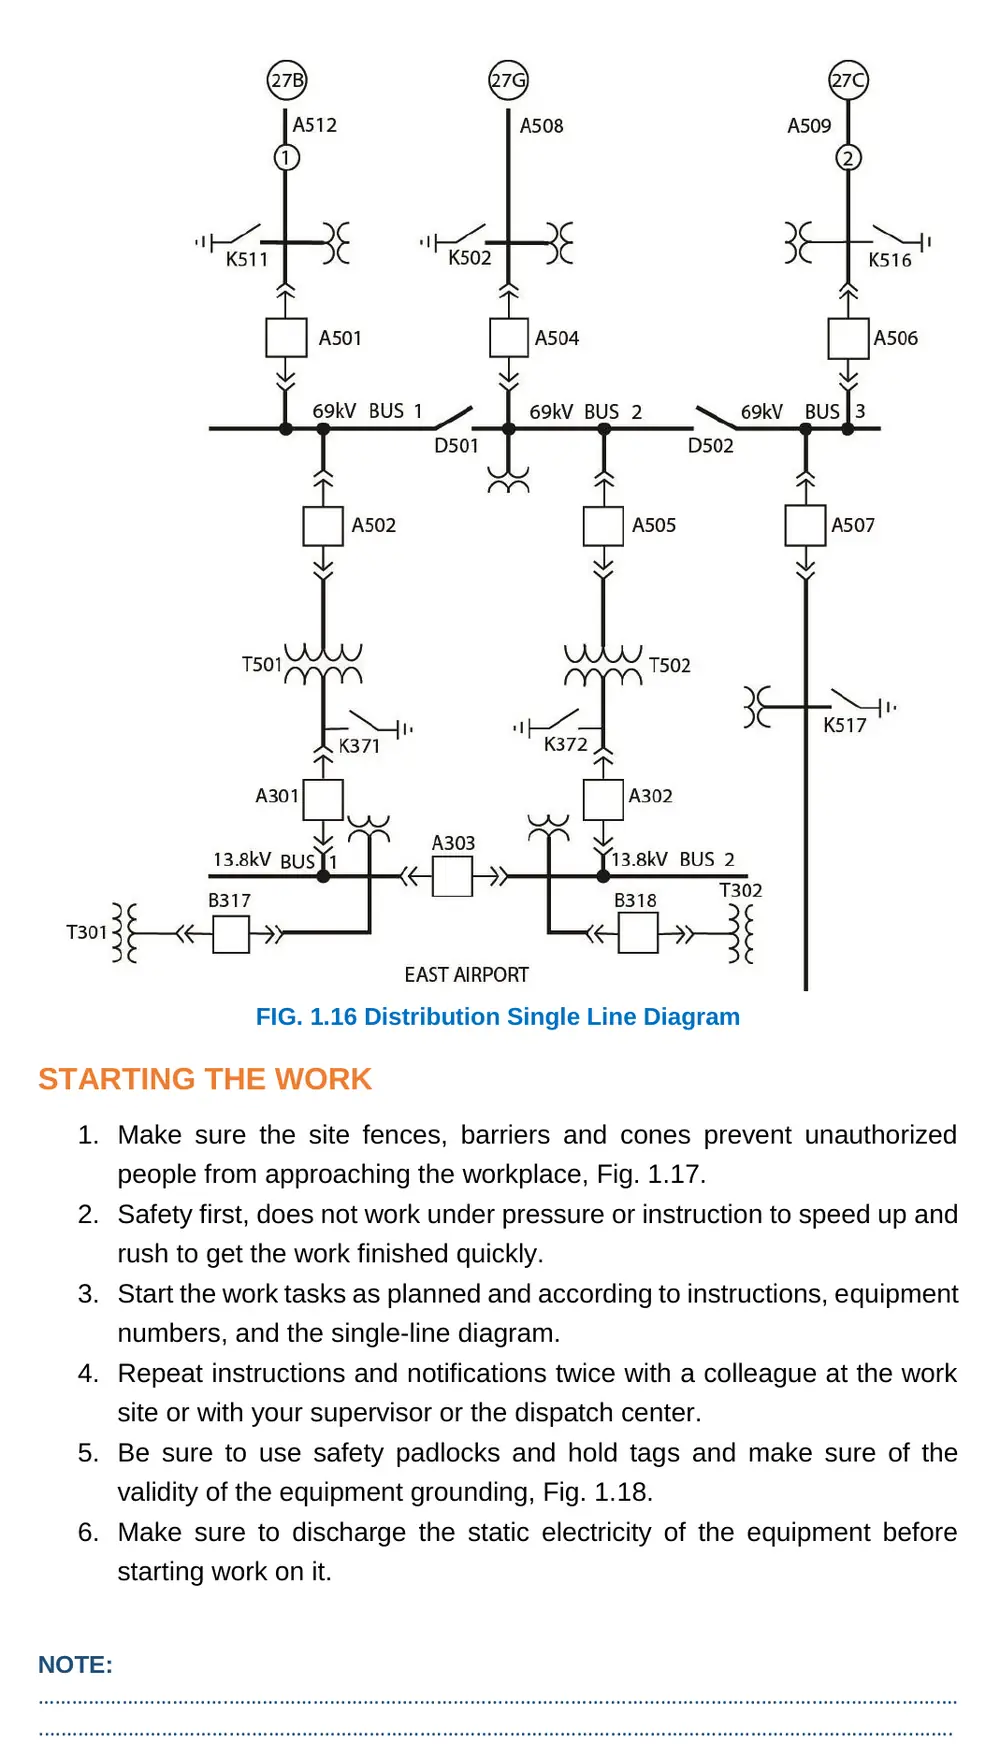 27B 27G 27C
A512 A508 A509
1 2
K511 K502 K516
A501 A504 A506
69kV BUS 1 69kV BUS 2 69kV BUS 3
D501 D502
A502 A505 A507
T501 T502
K371 K372 K517
A301 A302
A303
13.8kV BUS 1 13.8kV BUS 2
B317 B318 T302
T301
EAST AIRPORT
FIG. 1.16 Distribution Single Line Diagram
STARTING THE WORK
1. Make sure the site fences, barriers and cones prevent unauthorized
people from approaching the workplace, Fig. 1.17.
2. Safety first, does not work under pressure or instruction to speed up and
rush to get the work finished quickly.
3. Start the work tasks as planned and according to instructions, equipment
numbers, and the single-line diagram.
4. Repeat instructions and notifications twice with a colleague at the work
site or with your supervisor or the dispatch center.
5. Be sure to use safety padlocks and hold tags and make sure of the
validity of the equipment grounding, Fig. 1.18.
6. Make sure to discharge the static electricity of the equipment before
starting work on it.
NOTE: